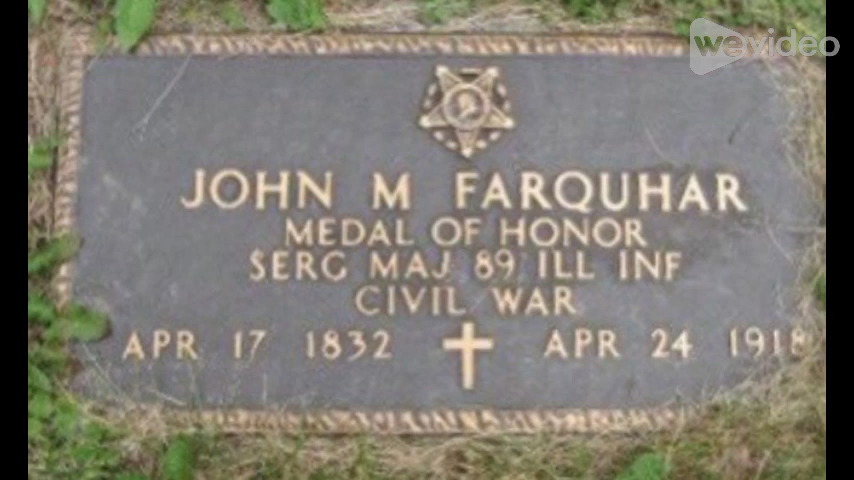 wevideo
JOHN M FARQUHAR
MEDAL OF HONOR
SERG MAJ 89 ILL INF
CIVIL WAR
APR 17 1832 APR 24 1918